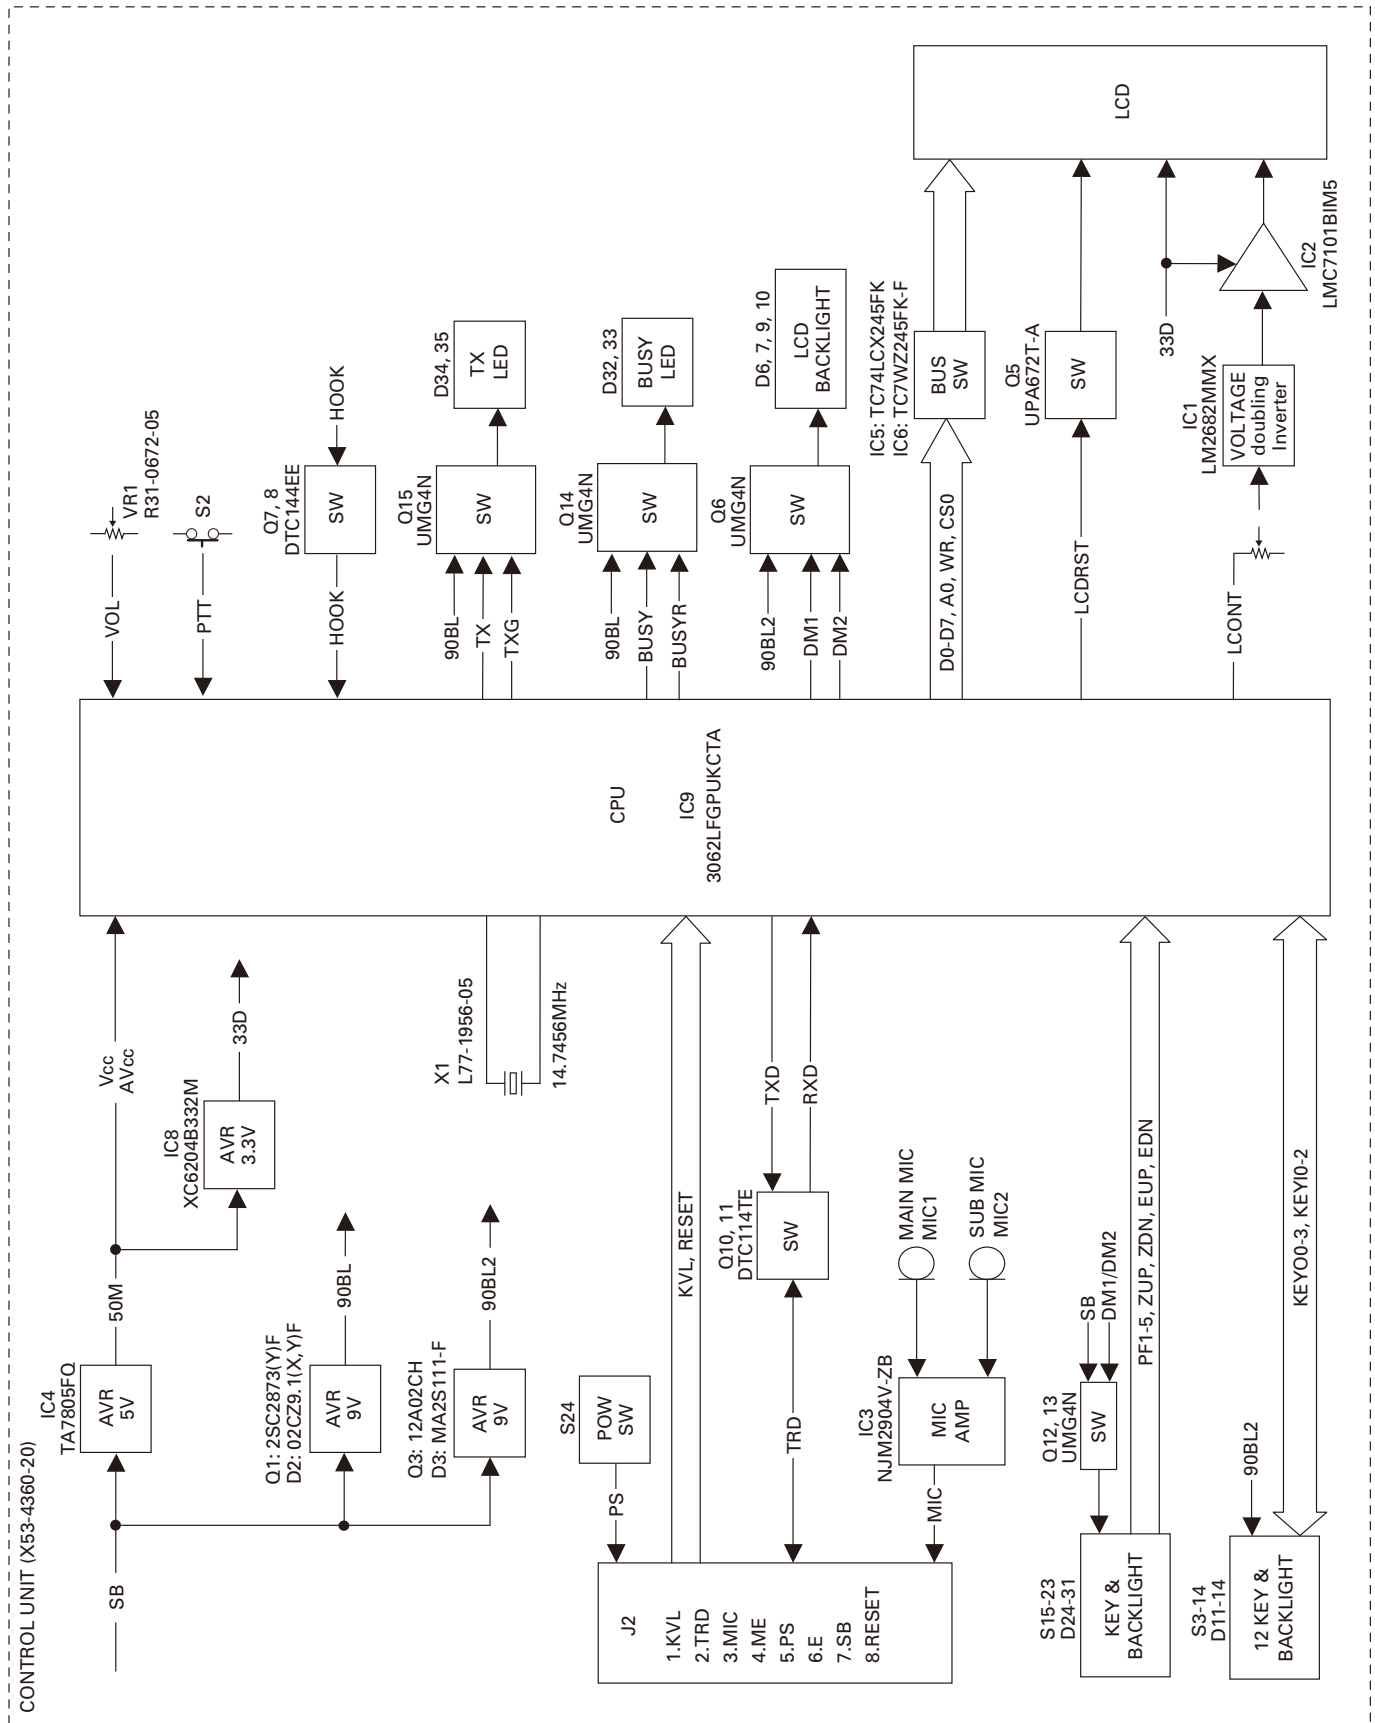 CONTROL UNIT (X53-4360-20)
SB
IC4
TA7805FQ
AVR
5V
50M
Vcc
AVcc
IC8
XC6204B332M
AVR
3.3V
33D
Q1: 2SC2873(Y)F
D2: 02CZ9.1(X,Y)F
AVR
9V
90BL
Q3: 12A02CH
D3: MA2S111-F
AVR
9V
90BL2
X1
L77-1956-05
14.7456MHz
S24
POW
SW
PS
J2
1.KVL
2.TRD
3.MIC
4.ME
5.PS
6.E
7.SB
8.RESET
KVL, RESET
TRD
Q10, 11
DTC114TE
SW
TXD
RXD
MIC
IC3
NJM2904V-ZB
MIC
AMP
MAIN MIC
MIC1
SUB MIC
MIC2
S15-23
D24-31
KEY &
BACKLIGHT
Q12, 13
UMG4N
SW
SB
DM1/DM2
PF1-5, ZUP, ZDN, EUP, EDN
S3-14
D11-14
12 KEY &
BACKLIGHT
90BL2
KEYO0-3, KEYI0-2
CPU
IC9
3062LFGPUKCTA
VOL
VR1
R31-0672-05
PTT
S2
HOOK
Q7, 8
DTC144EE
SW
HOOK
90BL
TX
TXG
Q15
UMG4N
SW
D34, 35
TX
LED
90BL
BUSY
BUSYR
Q14
UMG4N
SW
D32, 33
BUSY
LED
90BL2
DM1
DM2
Q6
UMG4N
SW
D6, 7, 9, 10
LCD
BACKLIGHT
D0-D7, A0, WR, CS0
IC5: TC74LCX245FK
IC6: TC7WZ245FK-F
BUS
SW
LCDRST
Q5
UPA672T-A
SW
LCONT
IC1
LM2682MMX
VOLTAGE
doubling
Inverter
33D
IC2
LMC7101BIM5
LCD